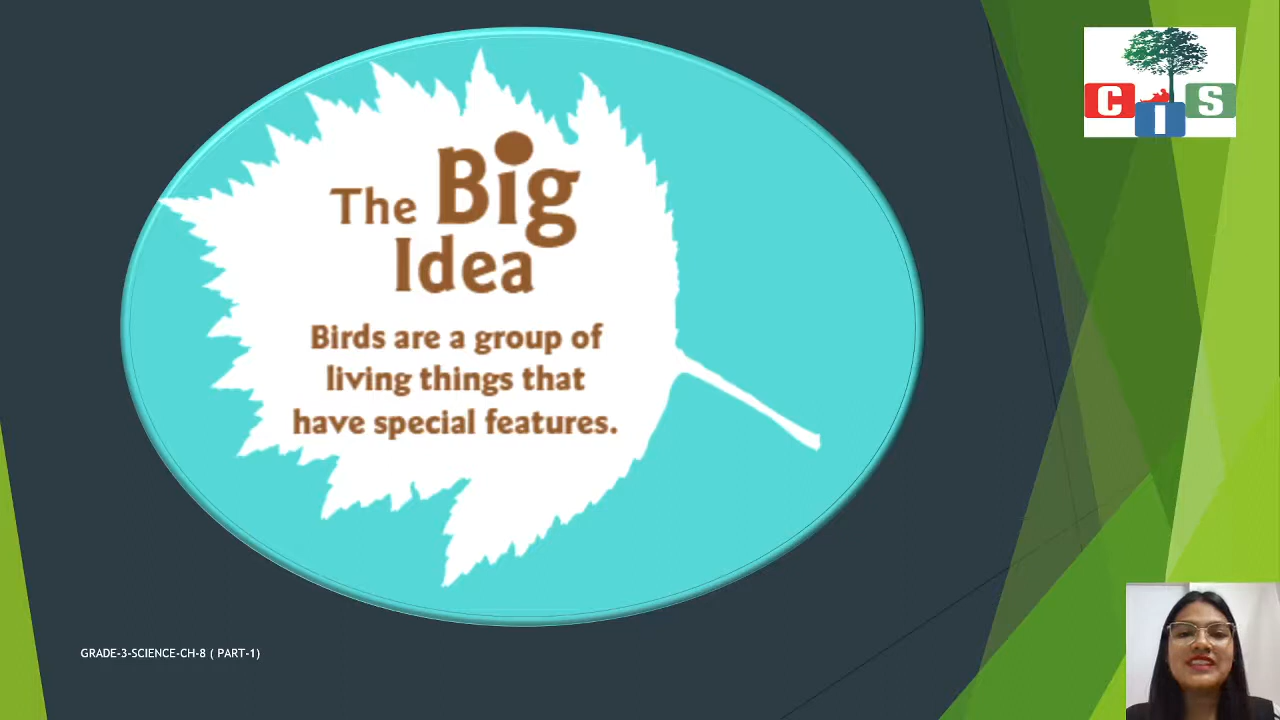 The Big
Idea
Birds are a group of
living things that
have special features.
C I S
GRADE-3-SCIENCE-CH-8 ( PART-1)